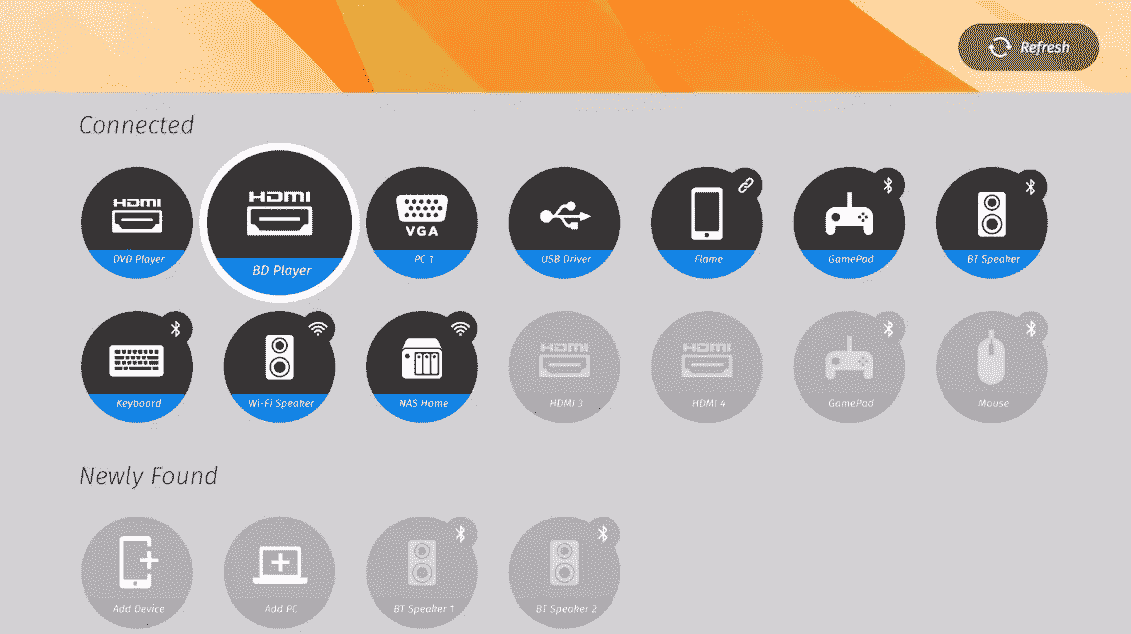 Refresh
Connected
HDMI
DVD Player
HDMI
BD Player
VGA
PC 1
USB Driver
Flame
GamePad
BT Speaker
Keyboard
Wi-Fi Speaker
NAS Home
HDMI
HDMI 3
HDMI
HDMI 4
GamePad
Mouse
Newly Found
Add Device
Add PC
BT Speaker 1
BT Speaker 2